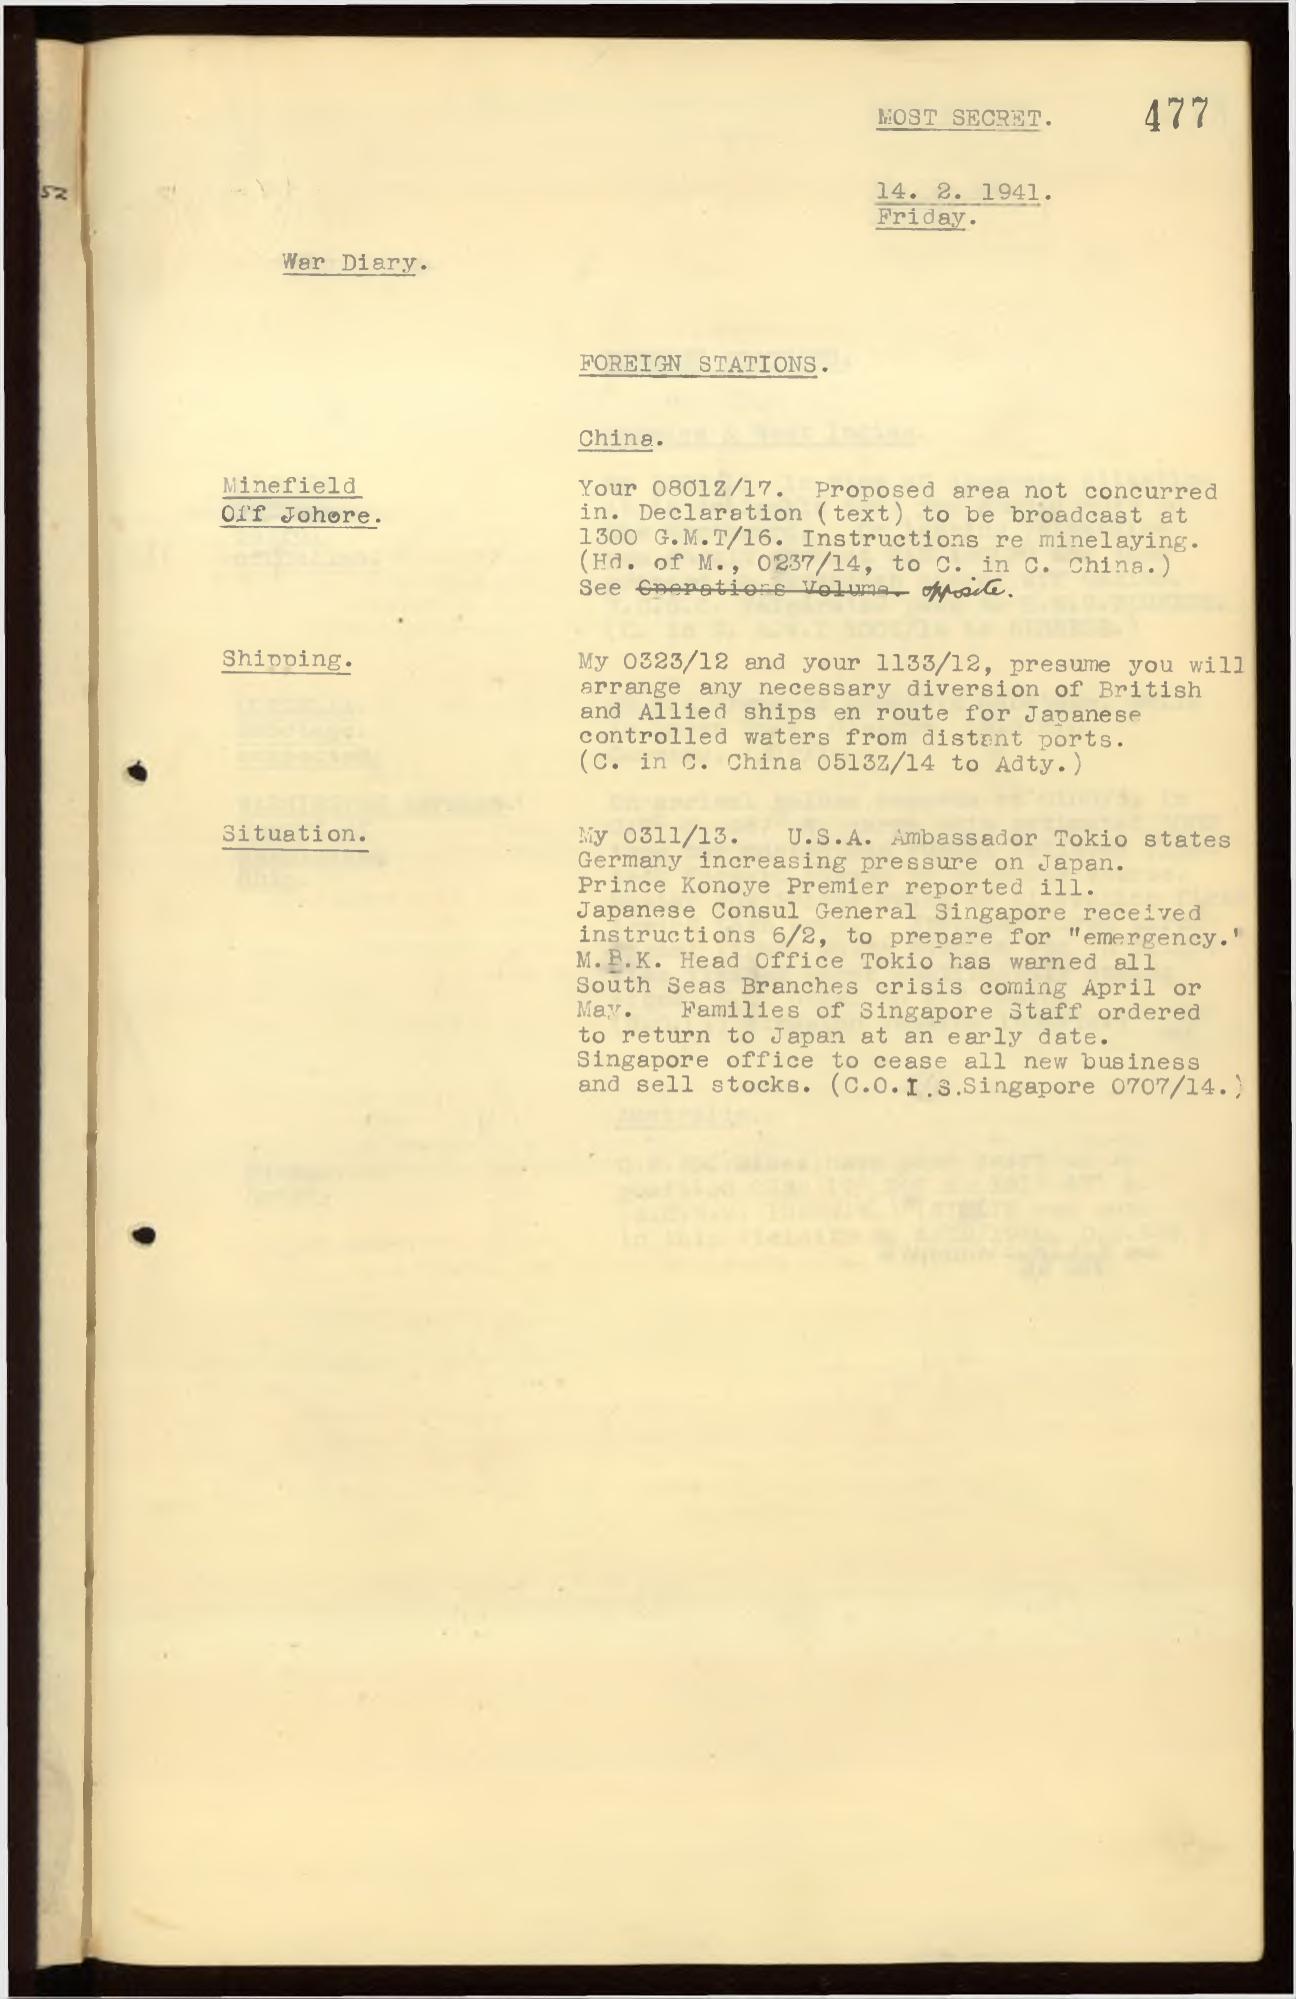 MOST SECRET. 477
52
14. 2. 1941.
Friday.
War Diary.
FOREIGN STATIONS.
China.
Minefield
Off Johore.
Your 0801Z/17. Proposed area not concurred
in. Declaration (text) to be broadcast at
1300 G.M.T/16. Instructions re minelaying.
(Hd. of M., 0237/14, to C. in C. China.)
See Operations Volume. opposite.
Shipping.
My 0323/12 and your 1133/12, presume you will
arrange any necessary diversion of British
and Allied ships en route for Japanese
controlled waters from distant ports.
(C. in C. China 0513Z/14 to Adty.)
Situation.
My 0311/13. U.S.A. Ambassador Tokio states
Germany increasing pressure on Japan.
Prince Konoye Premier reported ill.
Japanese Consul General Singapore received
instructions 6/2, to prepare for "emergency."
M.B.K. Head Office Tokio has warned all
South Seas Branches crisis coming April or
May. Families of Singapore Staff ordered
to return to Japan at an early date.
Singapore office to cease all new business
and sell stocks. (C.O.I.S.Singapore 0707/14.)